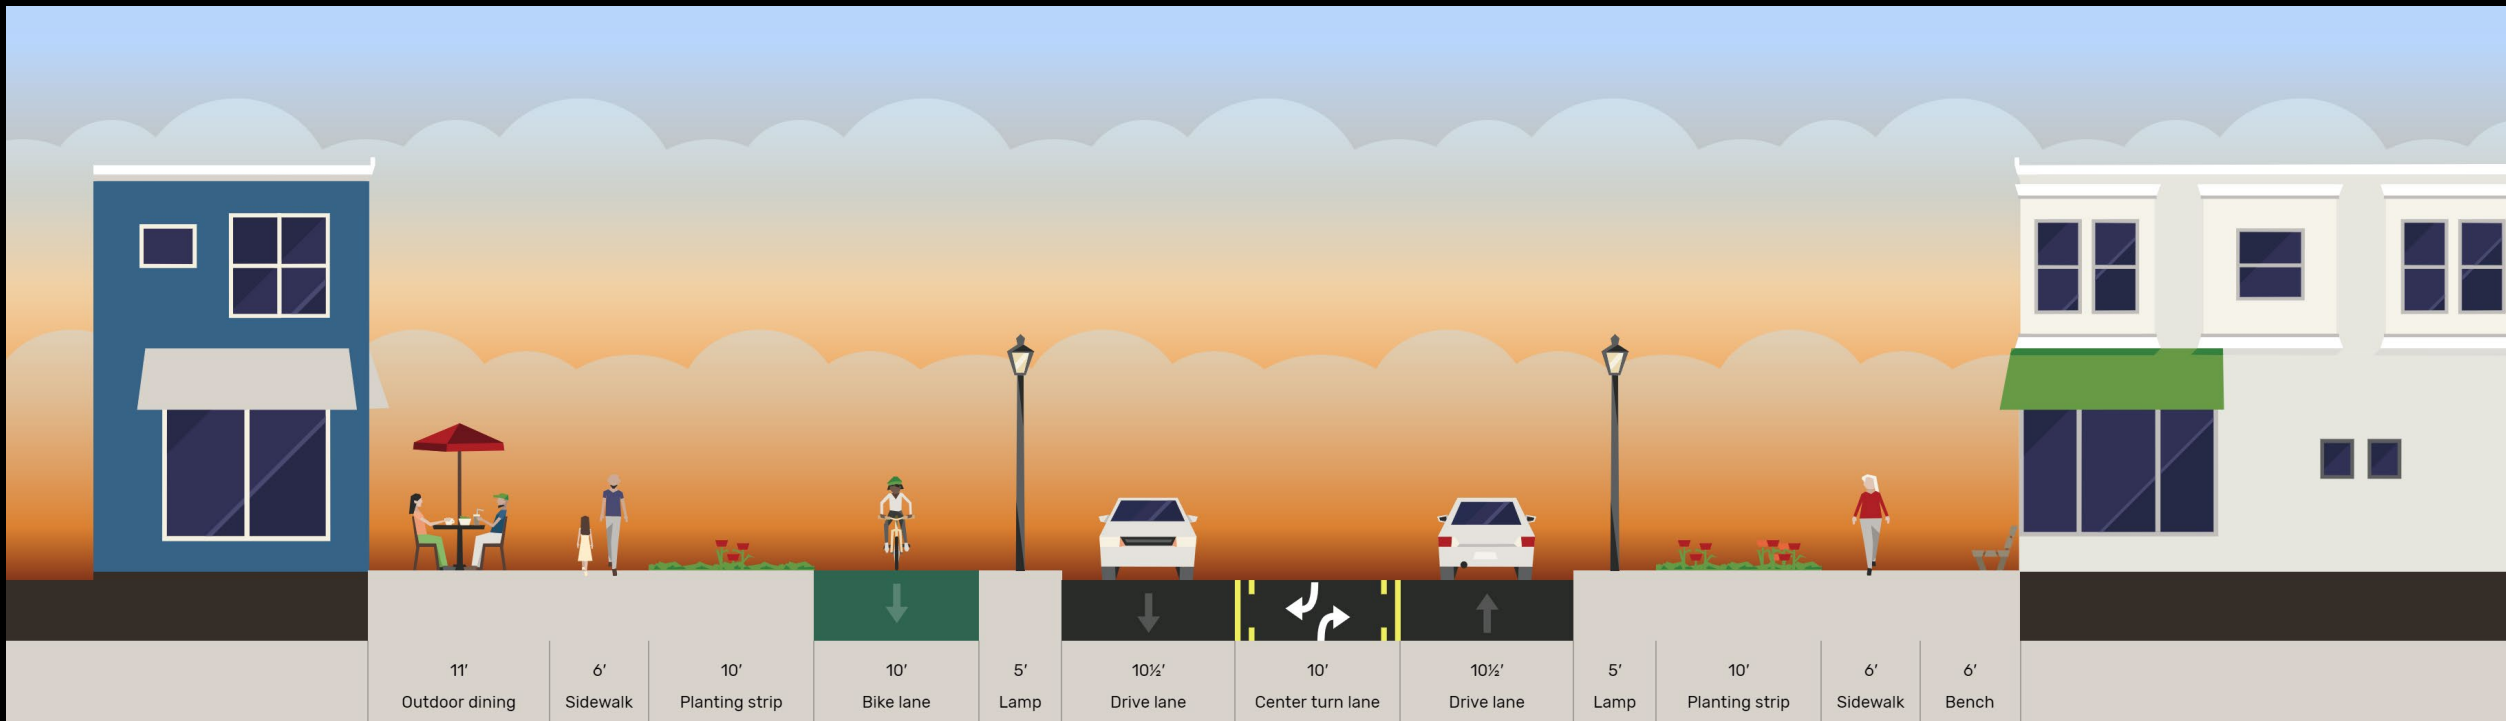 11′ 6′ 10′ 10′ 5′ 10½′ 10′ 10½′ 5′ 10′ 6′ 6′
Outdoor dining Sidewalk Planting strip Bike lane Lamp Drive lane Center turn lane Drive lane Lamp Planting strip Sidewalk Bench